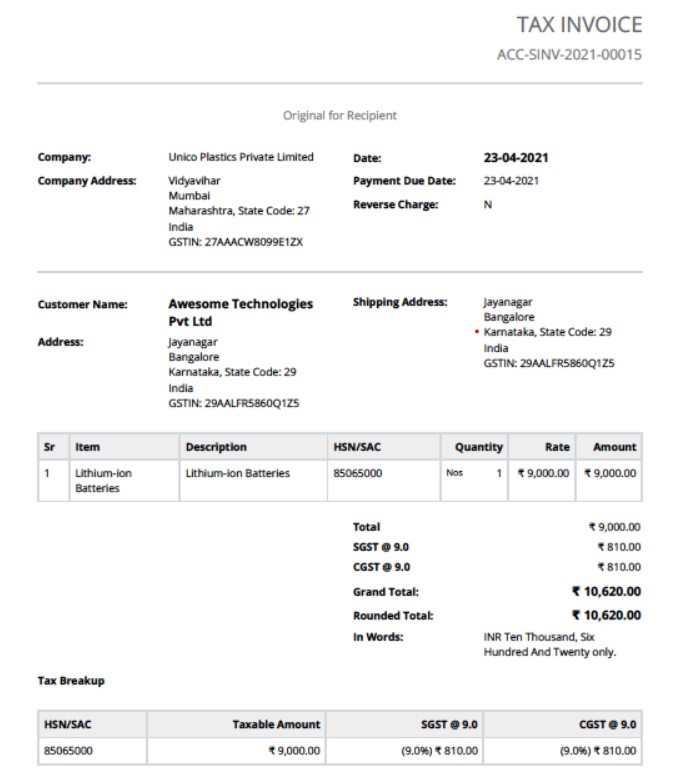 TAX INVOICE
ACC-SINV-2021-00015
Original for Recipient
Company: Unico Plastics Private Limited
Company Address: Vidyavihar
Mumbai
Maharashtra, State Code: 27
India
GSTIN: 27AAACW8099E1ZX
Date: 23-04-2021
Payment Due Date: 23-04-2021
Reverse Charge: N
Customer Name: Awesome Technologies
Pvt Ltd
Address: Jayanagar
Bangalore
Karnataka, State Code: 29
India
GSTIN: 29AALFR5860Q1Z5
Shipping Address: Jayanagar
Bangalore
Karnataka, State Code: 29
India
GSTIN: 29AALFR5860Q1Z5
Sr Item Description HSN/SAC Quantity Rate Amount
1 Lithium-ion Lithium-ion Batteries 85065000 Nos 1 ₹ 9,000.00 ₹ 9,000.00
Batteries
Total ₹ 9,000.00
SGST @ 9.0 ₹ 810.00
CGST @ 9.0 ₹ 810.00
Grand Total: ₹ 10,620.00
Rounded Total: ₹ 10,620.00
In Words: INR Ten Thousand, Six
Hundred And Twenty only.
Tax Breakup
HSN/SAC Taxable Amount SGST @ 9.0 CGST @ 9.0
85065000 ₹ 9,000.00 (9.0%) ₹ 810.00 (9.0%) ₹ 810.00